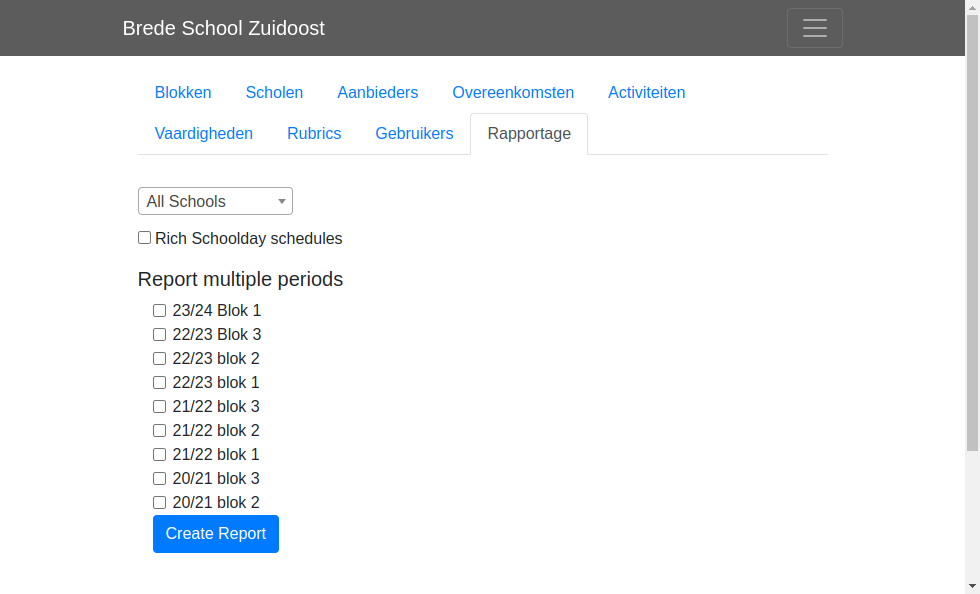 Brede School Zuidoost
Blokken Scholen Aanbieders Overeenkomsten Activiteiten
Vaardigheden Rubrics Gebruikers Rapportage
All Schools
Rich Schoolday schedules
Report multiple periods
23/24 Blok 1
22/23 Blok 3
22/23 blok 2
22/23 blok 1
21/22 blok 3
21/22 blok 2
21/22 blok 1
20/21 blok 3
20/21 blok 2
Create Report